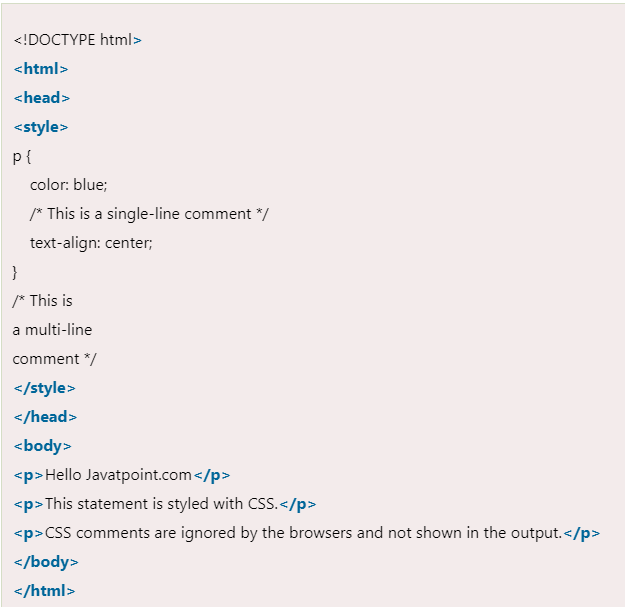 <!DOCTYPE html>
<html>
<head>
<style>
p {
    color: blue;
    /* This is a single-line comment */
    text-align: center;
}
/* This is
a multi-line
comment */
</style>
</head>
<body>
<p>Hello Javatpoint.com</p>
<p>This statement is styled with CSS.</p>
<p>CSS comments are ignored by the browsers and not shown in the output.</p>
</body>
</html>